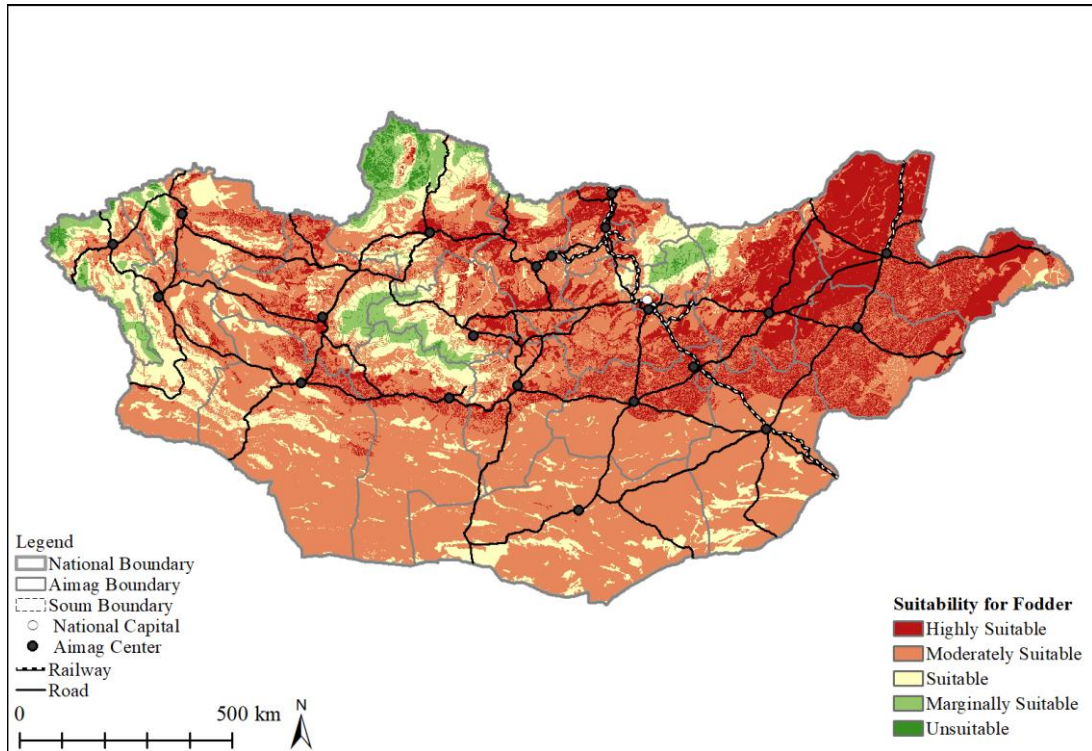 Legend
National Boundary
Aimag Boundary
Soum Boundary
National Capital
Aimag Center
Railway
Road
0 500 km
N
Suitability for Fodder
Highly Suitable
Moderately Suitable
Suitable
Marginally Suitable
Unsuitable